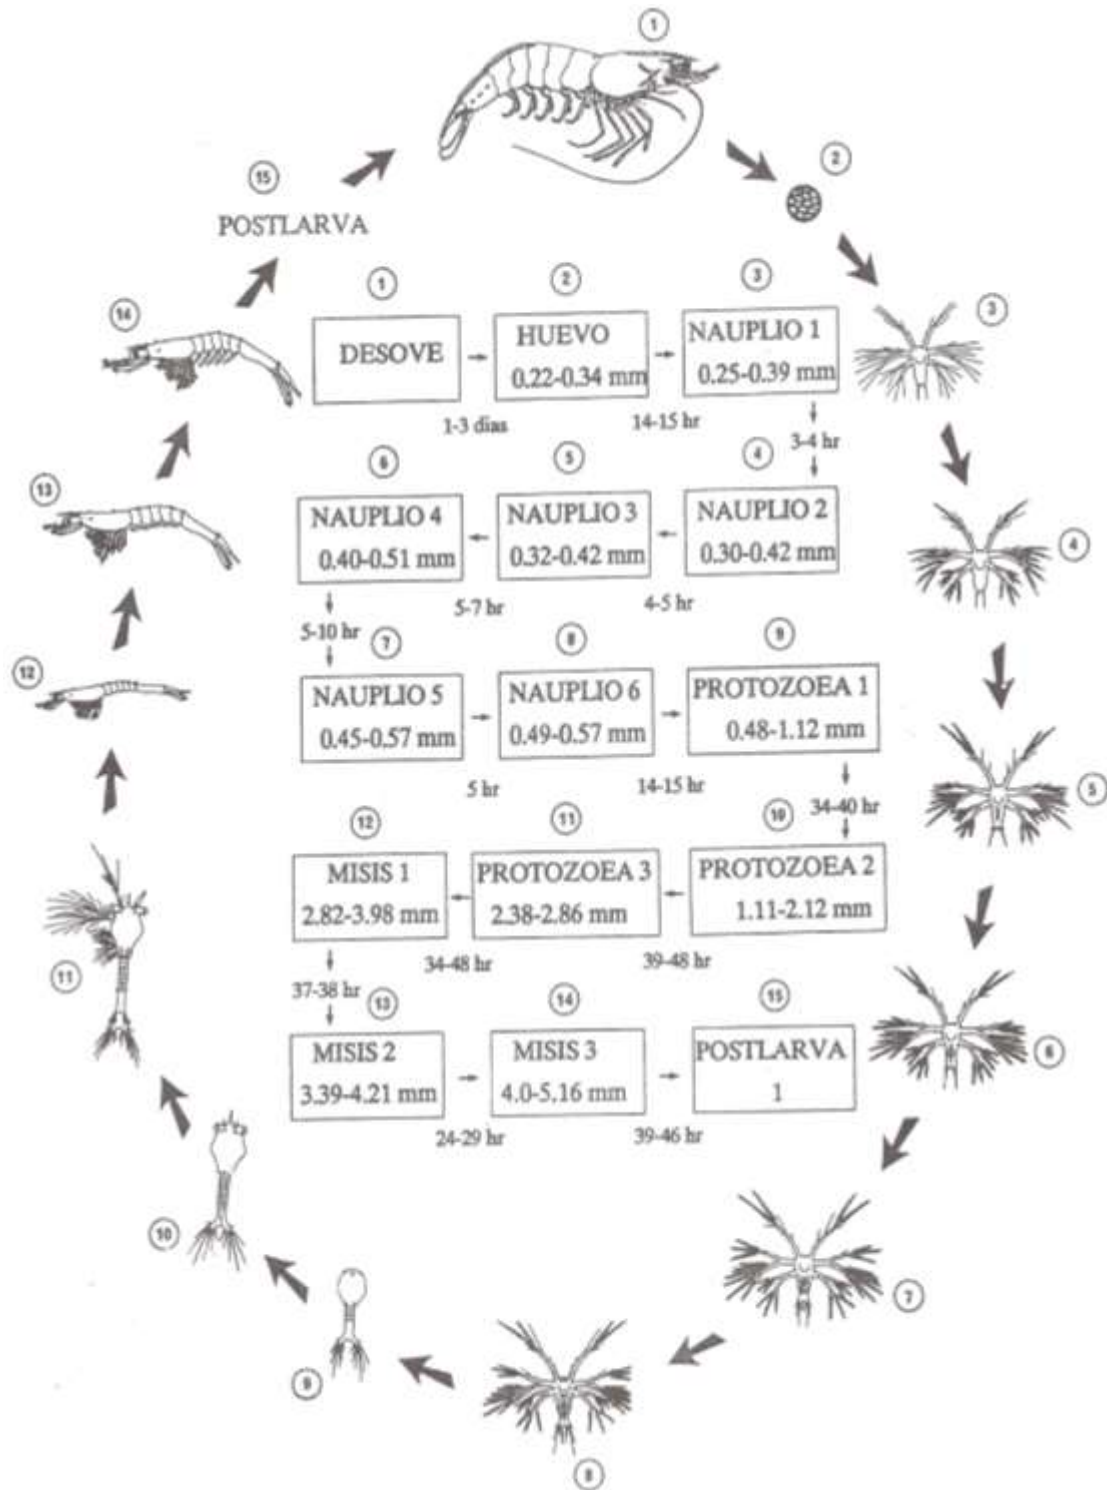 1
2
15
POSTLARVA
1
2
3
3
14
DESOVE
HUEVO
0.22-0.34 mm
NAUPLIO 1
0.25-0.39 mm
1-3 dias
14-15 hr
3-4 hr
6
5
4
13
NAUPLIO 4
0.40-0.51 mm
NAUPLIO 3
0.32-0.42 mm
NAUPLIO 2
0.30-0.42 mm
4
5-7 hr
4-5 hr
5-10 hr
7
8
9
12
NAUPLIO 5
0.45-0.57 mm
NAUPLIO 6
0.49-0.57 mm
PROTOZOEA 1
0.48-1.12 mm
5 hr
14-15 hr
34-40 hr
5
12
11
10
MISIS 1
2.82-3.98 mm
PROTOZOEA 3
2.38-2.86 mm
PROTOZOEA 2
1.11-2.12 mm
34-48 hr
39-48 hr
11
37-38 hr
13
14
15
MISIS 2
3.39-4.21 mm
MISIS 3
4.0-5.16 mm
POSTLARVA
1
6
24-29 hr
39-46 hr
10
7
9
8